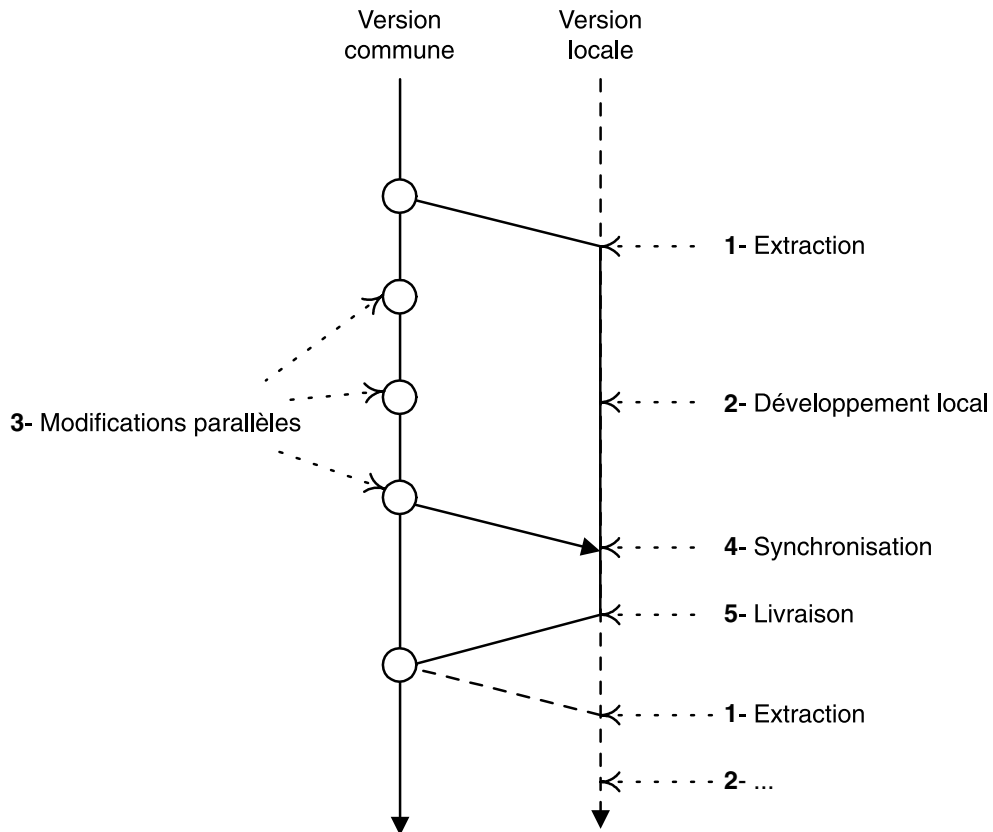 Version
commune
Version
locale
1- Extraction
2- Développement local
3- Modifications parallèles
4- Synchronisation
5- Livraison
1- Extraction
2- ...